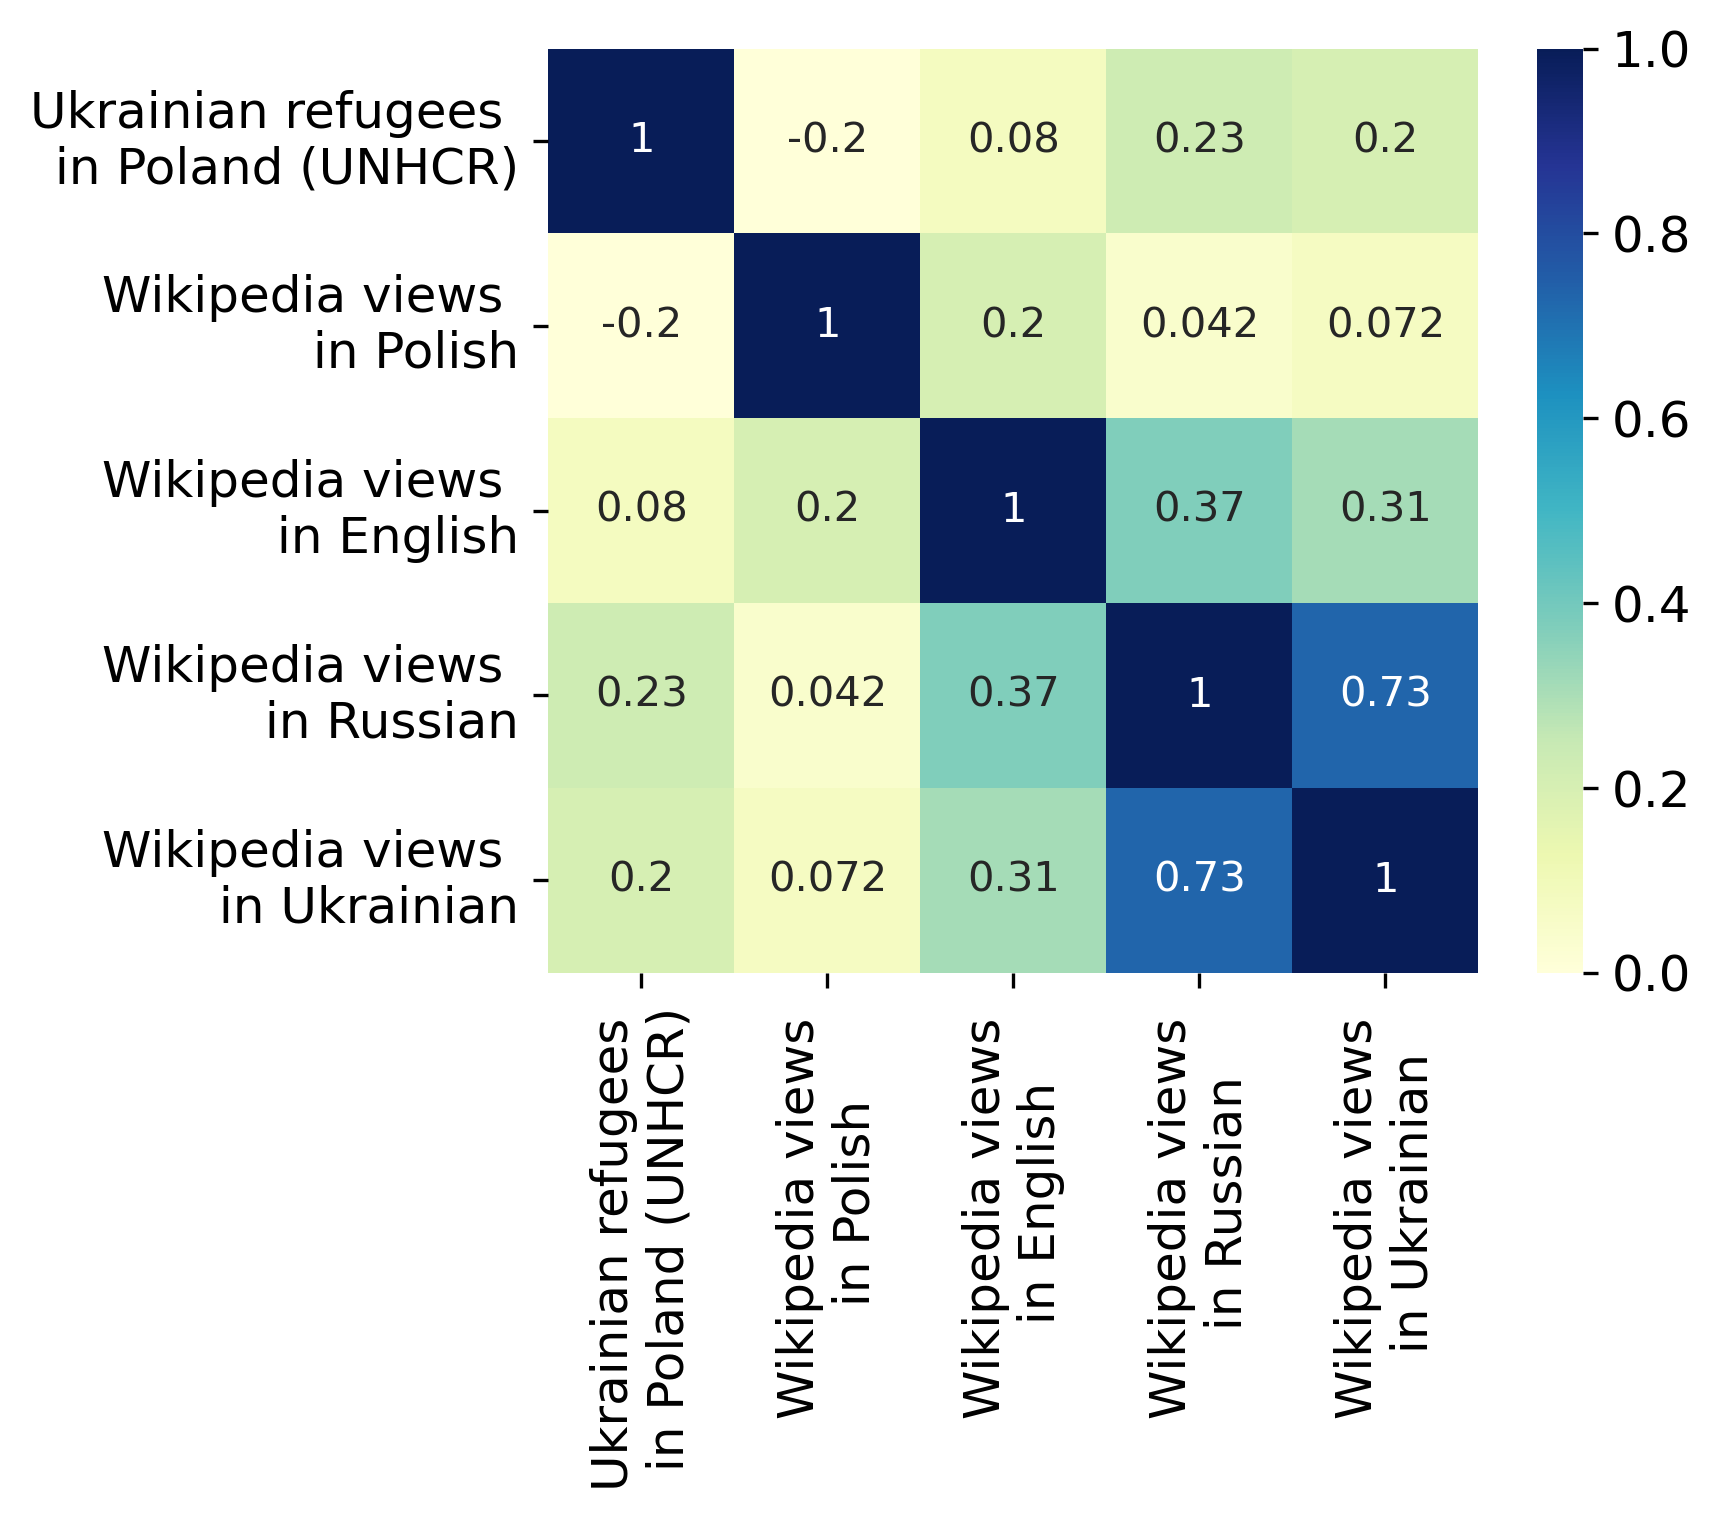 Ukrainian refugees
in Poland (UNHCR)
1
-0.2
0.08
0.23
0.2
Wikipedia views
in Polish
-0.2
1
0.2
0.042
0.072
Wikipedia views
in English
0.08
0.2
1
0.37
0.31
Wikipedia views
in Russian
0.23
0.042
0.37
1
0.73
Wikipedia views
in Ukrainian
0.2
0.072
0.31
0.73
1
Ukrainian refugees
in Poland (UNHCR)
Wikipedia views
in Polish
Wikipedia views
in English
Wikipedia views
in Russian
Wikipedia views
in Ukrainian
1.0
0.8
0.6
0.4
0.2
0.0